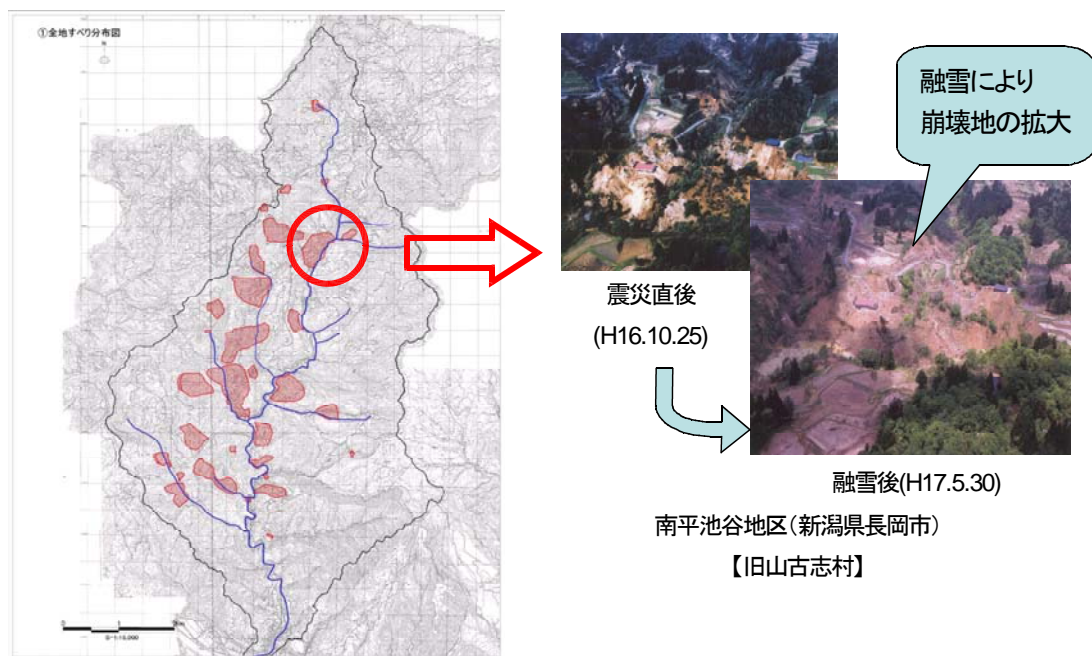 ①全地すべり分布図
融雪により
崩壊地の拡大
震災直後
(H16.10.25)
融雪後(H17.5.30)
南平池谷地区(新潟県長岡市)
【旧山古志村】
0 1